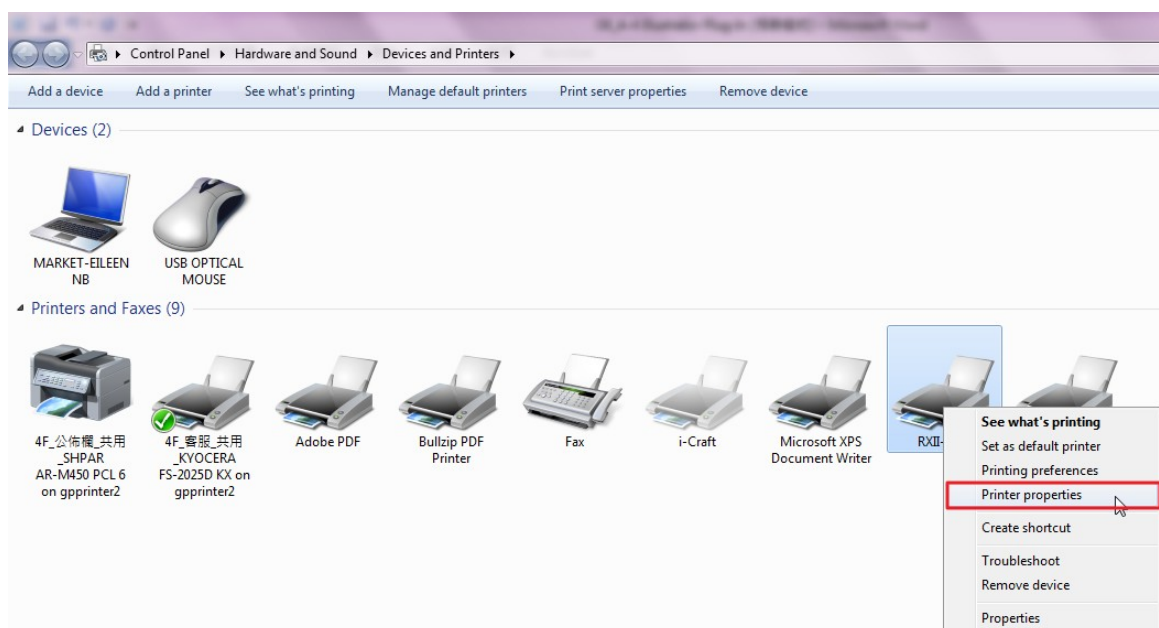 Control Panel ▸ Hardware and Sound ▸ Devices and Printers ▸
Add a device Add a printer See what's printing Manage default printers Print server properties Remove device
Devices (2)
MARKET-EILEEN
NB
USB OPTICAL
MOUSE
Printers and Faxes (9)
4F_公佈欄_共用
_SHPAR
AR-M450 PCL 6
on gpprinter2
4F_客服_共用
_KYOCERA
FS-2025D KX on
gpprinter2
Adobe PDF
Bullzip PDF
Printer
Fax
i-Craft
Microsoft XPS
Document Writer
RXII-
See what's printing
Set as default printer
Printing preferences
Printer properties
Create shortcut
Troubleshoot
Remove device
Properties